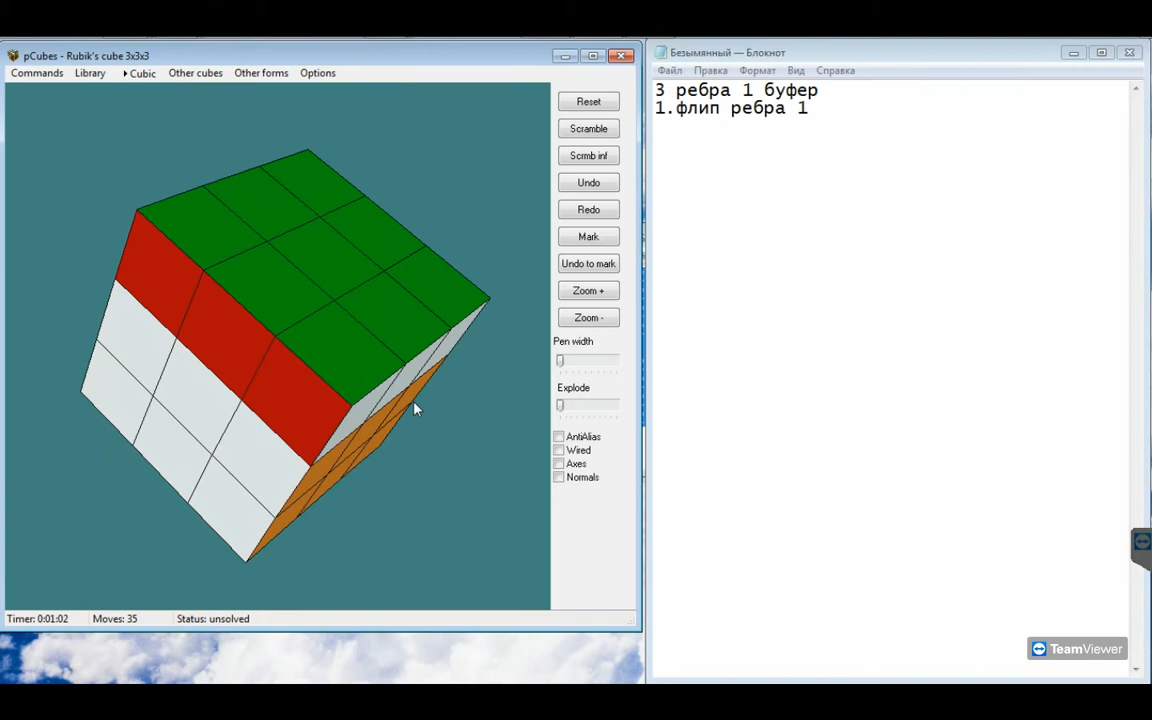 pCubes - Rubik's cube 3x3x3
Commands Library Cubic Other cubes Other forms Options
Reset
Scramble
Scrmb inf
Undo
Redo
Mark
Undo to mark
Zoom +
Zoom -
Pen width
Explode
AntiAlias
Wired
Axes
Normals
Timer: 0:01:02 Moves: 35 Status: unsolved
Безымянный — Блокнот
Файл Правка Формат Вид Справка
3 ребра 1 буфер
1.флип ребра 1
TeamViewer